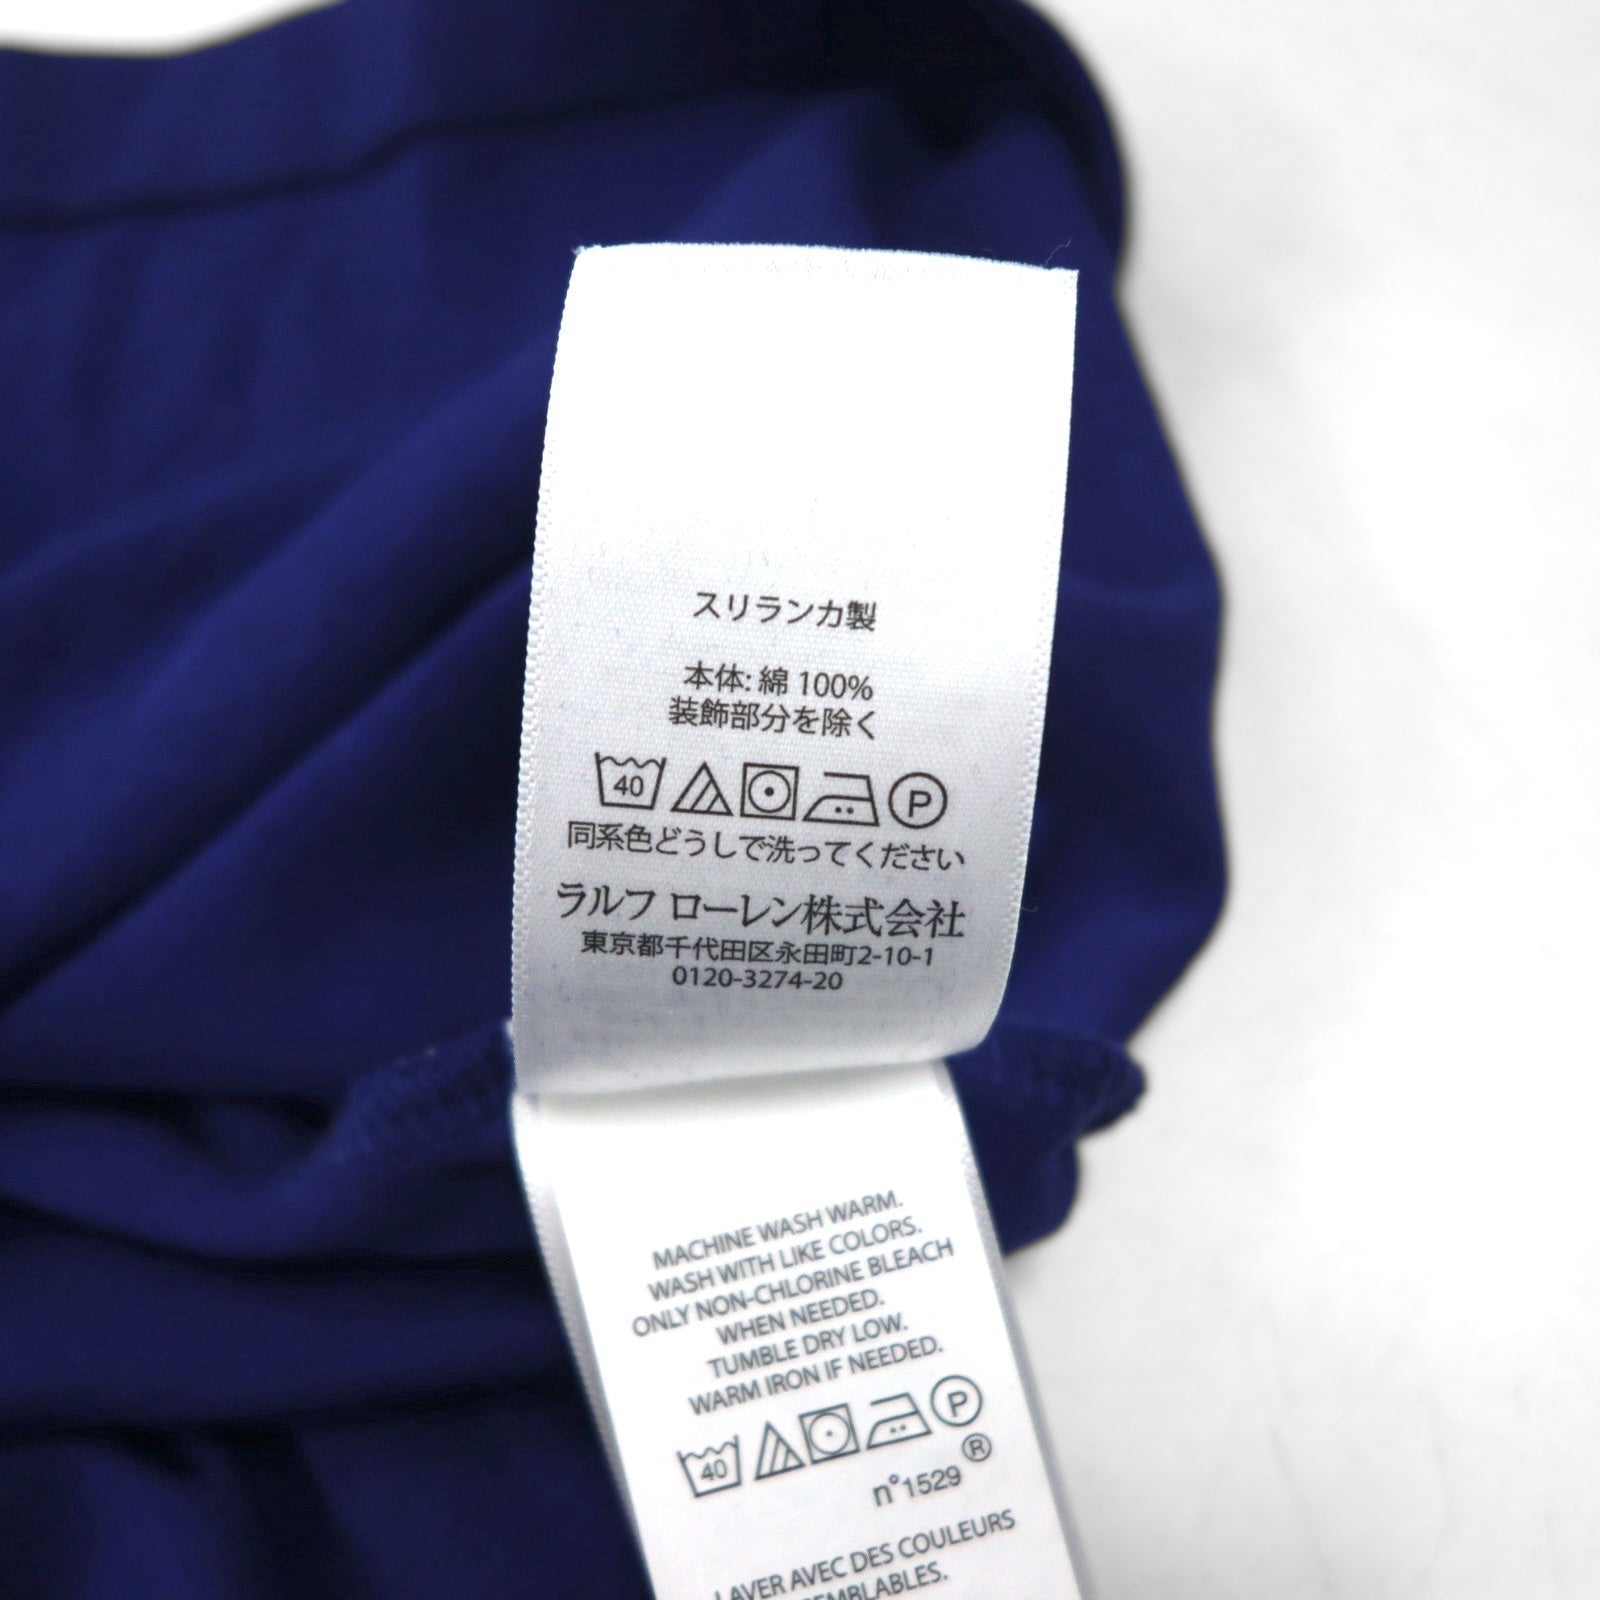 スリランカ製
本体: 綿 100%
装飾部分を除く
40 P
同系色どうしで洗ってください
ラルフ ローレン株式会社
東京都千代田区永田町2-10-1
0120-3274-20
MACHINE WASH WARM.
WASH WITH LIKE COLORS.
ONLY NON-CHLORINE BLEACH
WHEN NEEDED.
TUMBLE DRY LOW.
WARM IRON IF NEEDED.
40 P
n°1529 ®
LAVER AVEC DES COULEURS